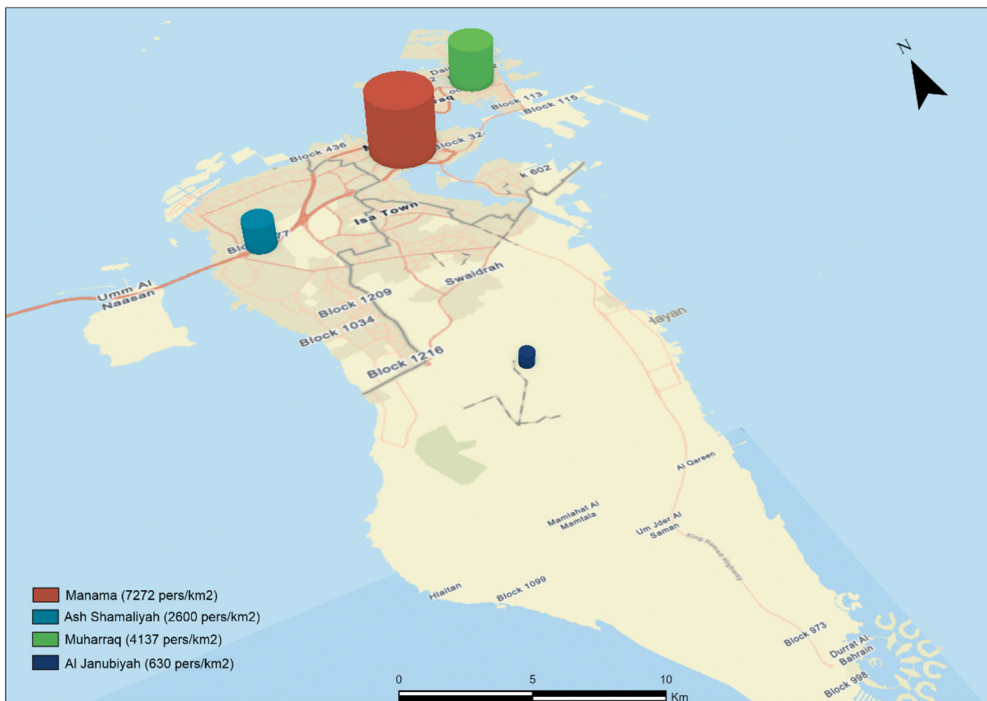 N
Block 113
Block 115
Block 436
Block 32
k 602
Isa Town
Umm Al
Naasan
Swaidrah
Block 1209
Block 1034
Block 1216
Al Qareen
Mamlahat Al
Mamtala
Um Jder Al
Saman
King Hamad Highway
Block 1099
Block 973
Durrat Al
Bahrain
Block 998
Manama (7272 pers/km2)
Ash Shamaliyah (2600 pers/km2)
Muharraq (4137 pers/km2)
Al Janubiyah (630 pers/km2)
0
5
10
Km